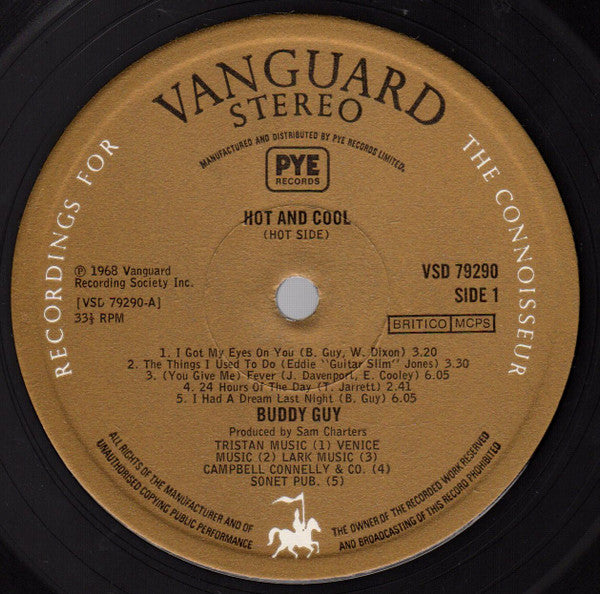 VANGUARD
STEREO
RECORDINGS FOR THE CONNOISSEUR
MANUFACTURED AND DISTRIBUTED BY PYE RECORDS LIMITED.
PYE
RECORDS
HOT AND COOL
(HOT SIDE)
℗ 1968 Vanguard
Recording Society Inc.
[VSD 79290-A]
33⅓ RPM
VSD 79290
SIDE 1
BRITICO MCPS
1. I Got My Eyes On You (B. Guy, W. Dixon) 3.20
2. The Things I Used To Do (Eddie "Guitar Slim" Jones) 3.30
3. (You Give Me) Fever (J. Davenport, E. Cooley) 6.05
4. 24 Hours Of The Day (T. Jarrett) 2.41
5. I Had A Dream Last Night (B. Guy) 6.05
BUDDY GUY
Produced by Sam Charters
TRISTAN MUSIC (1) VENICE
MUSIC (2) LARK MUSIC (3)
CAMPBELL CONNELLY & CO. (4)
SONET PUB. (5)
ALL RIGHTS OF THE MANUFACTURER AND OF
THE OWNER OF THE RECORDED WORK RESERVED
UNAUTHORISED COPYING PUBLIC PERFORMANCE
AND BROADCASTING OF THIS RECORD PROHIBITED